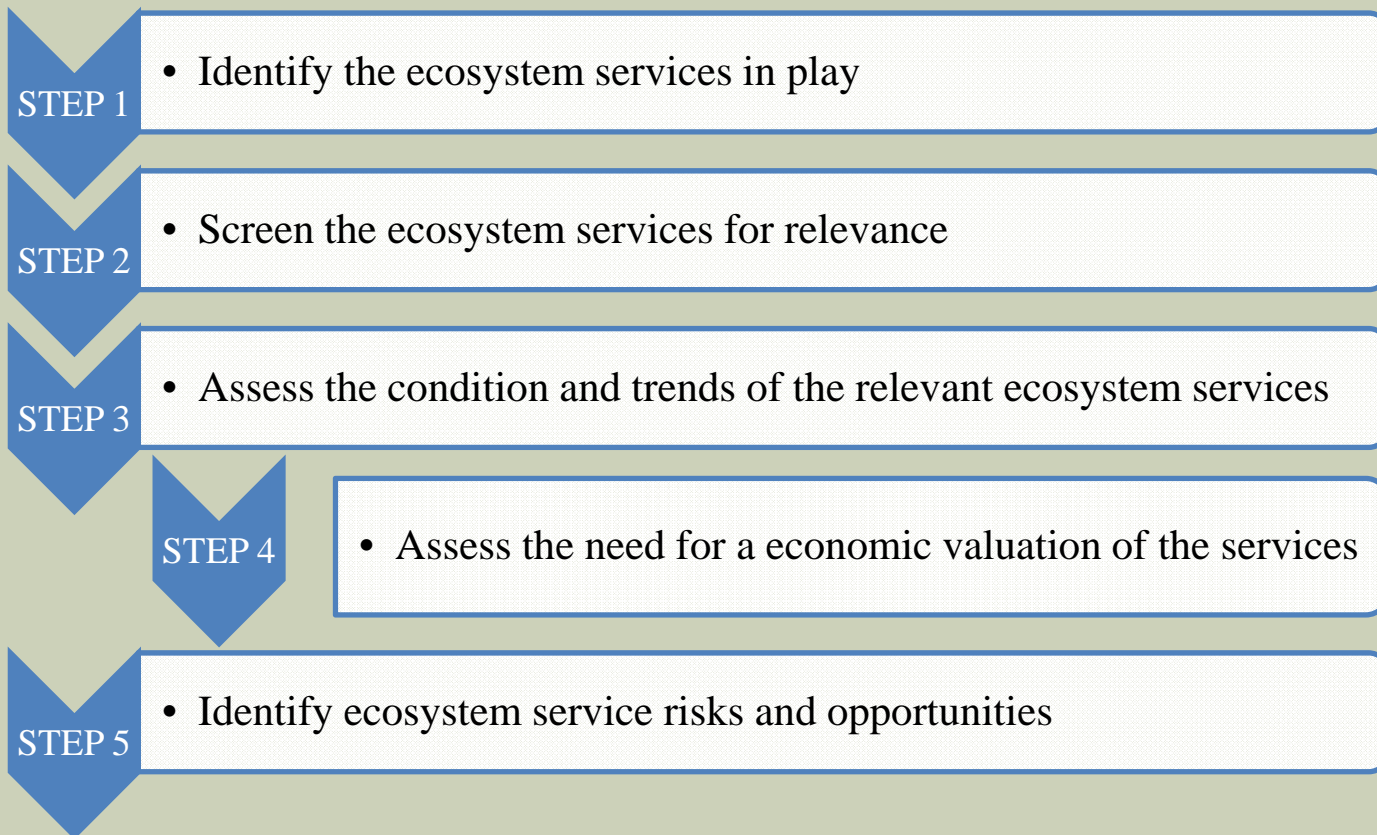 STEP 1
• Identify the ecosystem services in play
STEP 2
• Screen the ecosystem services for relevance
STEP 3
• Assess the condition and trends of the relevant ecosystem services
STEP 4
• Assess the need for a economic valuation of the services
STEP 5
• Identify ecosystem service risks and opportunities